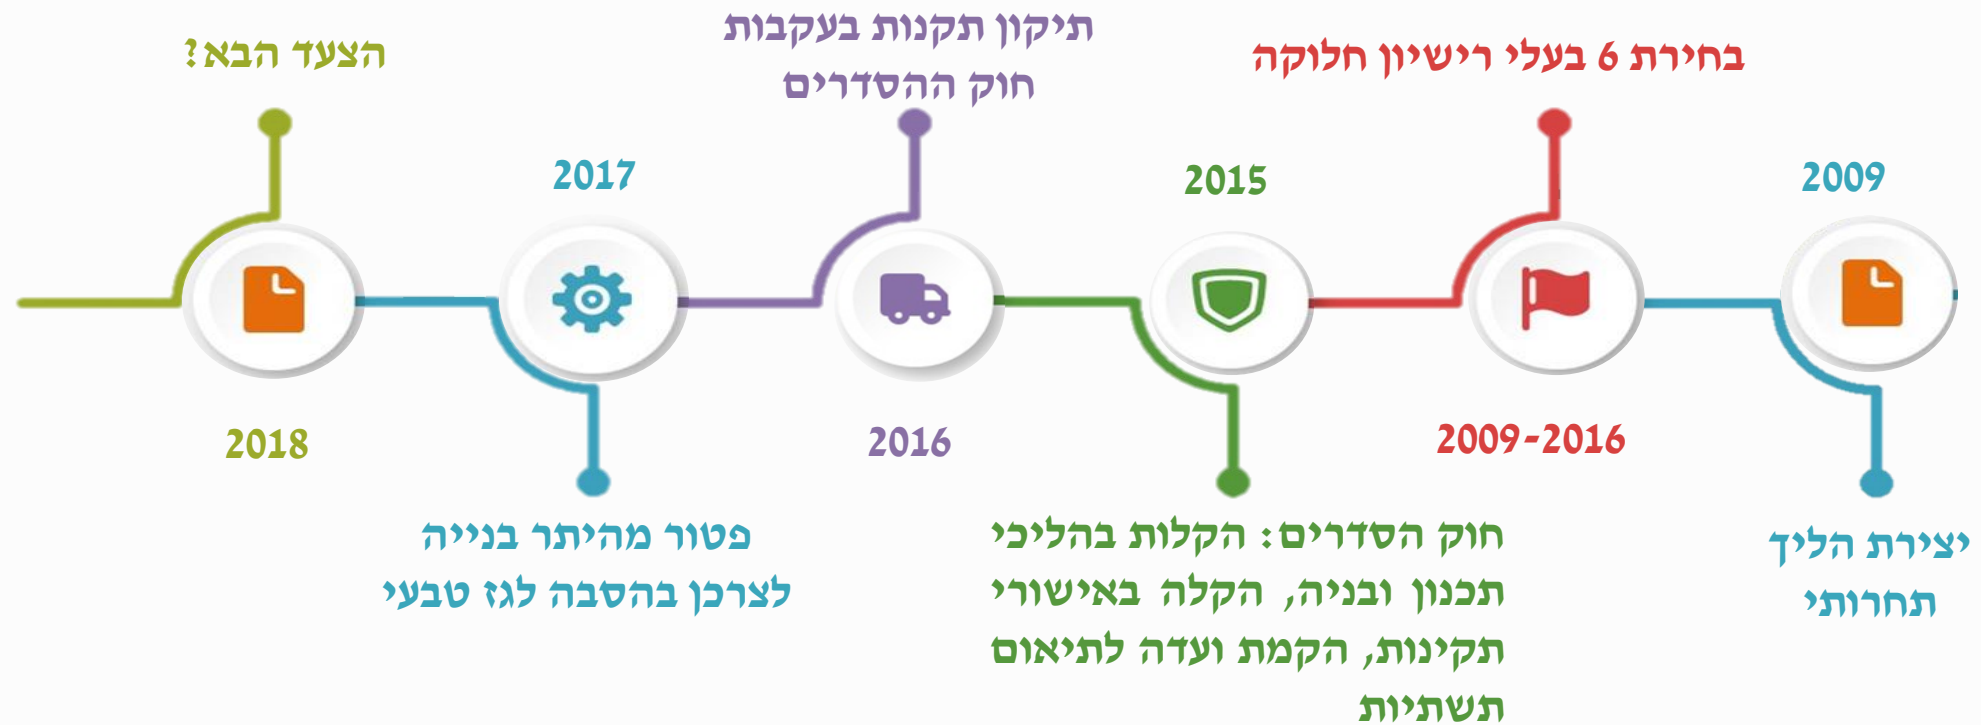 2009
יצירת הליך
תחרותי
בחירת 6 בעלי רישיון חלוקה
2009-2016
2015
חוק הסדרים: הקלות בהליכי
תכנון ובניה, הקלה באישורי
תקינות, הקמת ועדה לתיאום
תשתיות
תיקון תקנות בעקבות
חוק ההסדרים
2016
2017
פטור מהיתר בנייה
לצרכן בהסבה לגז טבעי
הצעד הבא?
2018